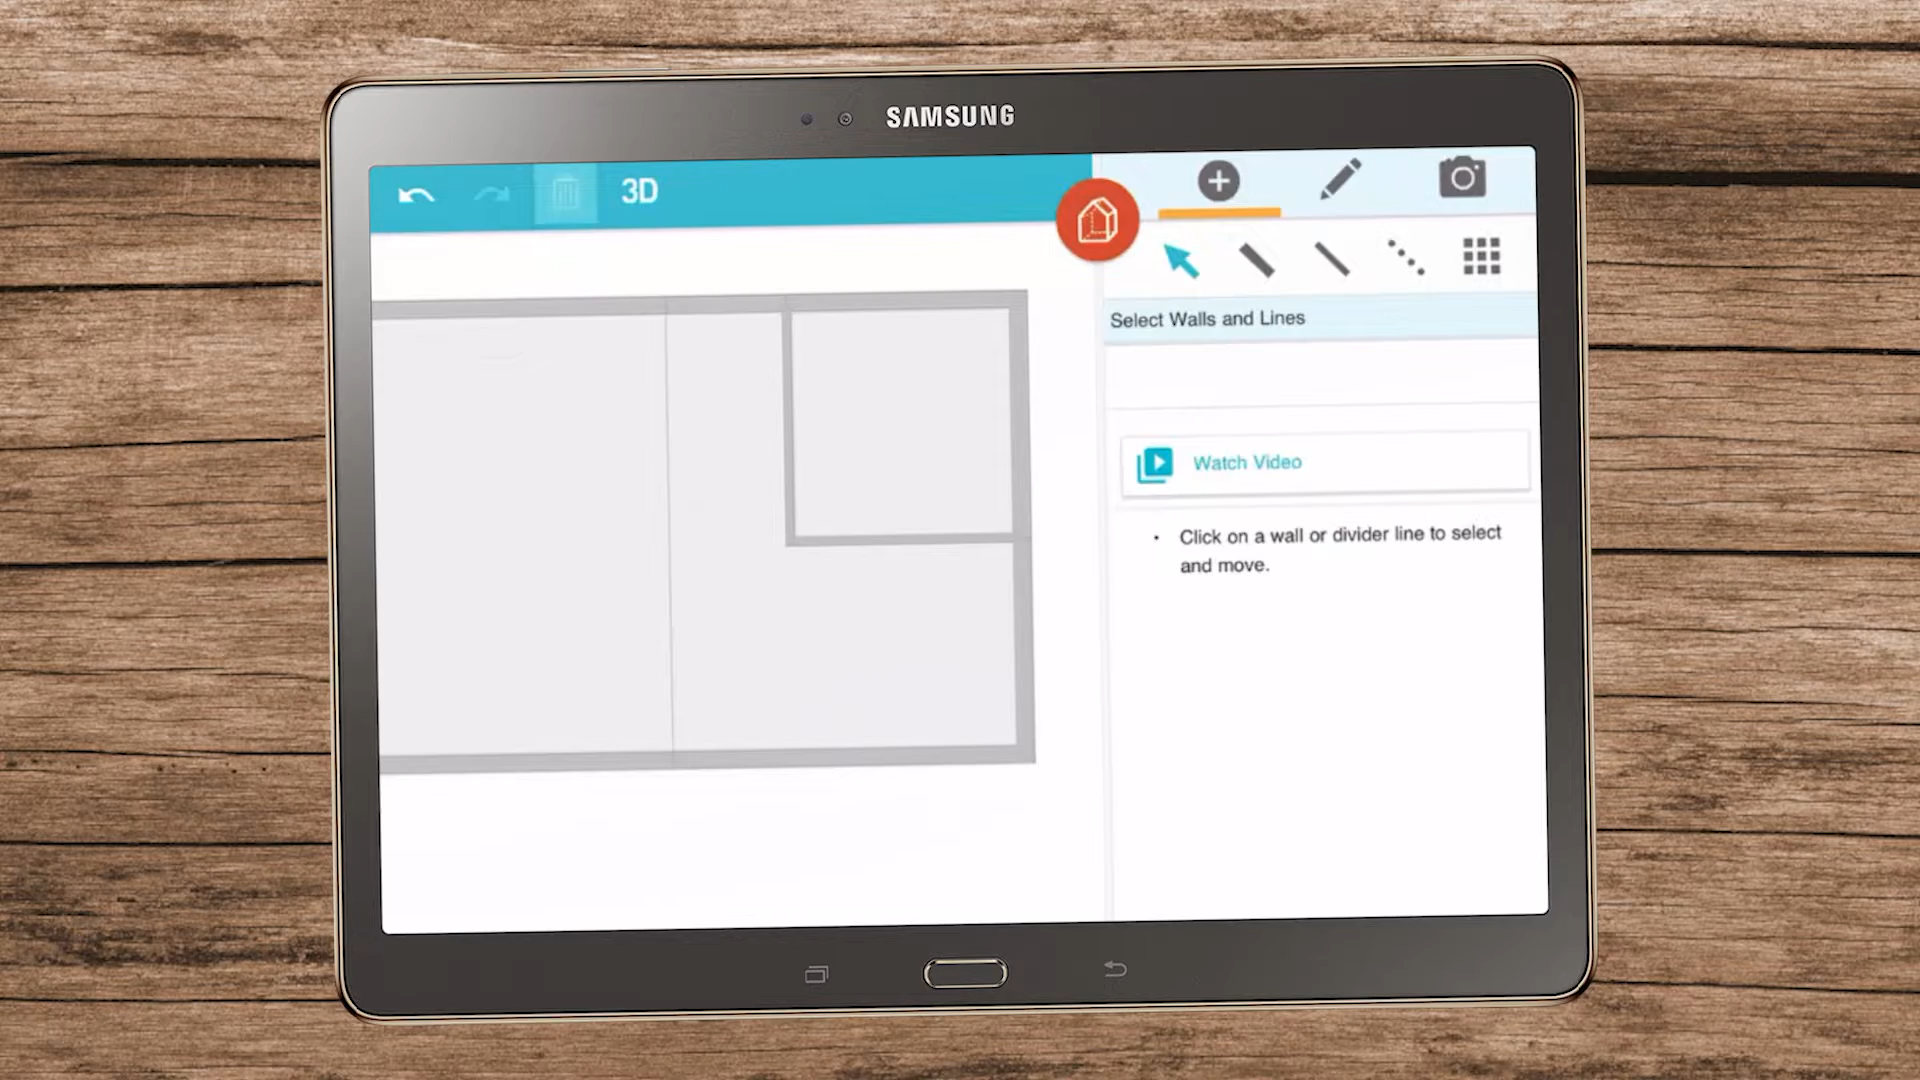 SAMSUNG
3D
Select Walls and Lines
Watch Video
• Click on a wall or divider line to select
and move.